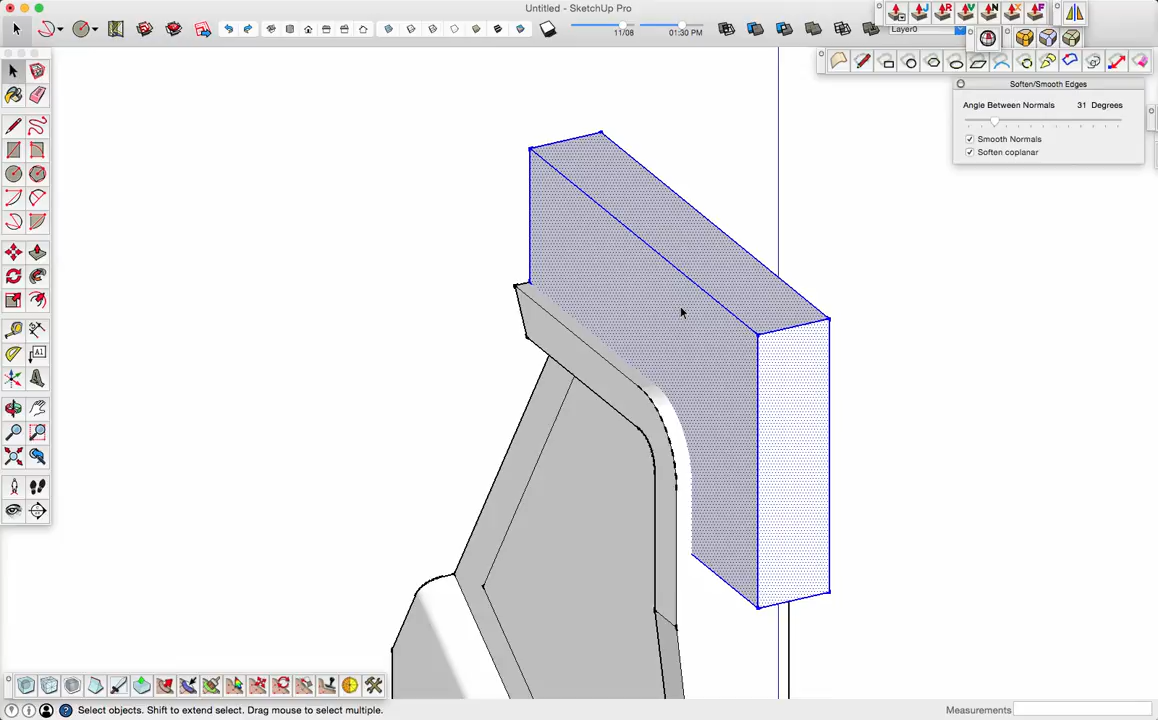 Untitled - SketchUp Pro
11/08
01:30 PM
Layer0
J
R
V
N
X
F
Soften/Smooth Edges
Angle Between Normals 31 Degrees
Smooth Normals
Soften coplanar
A1
Select objects. Shift to extend select. Drag mouse to select multiple.
Measurements